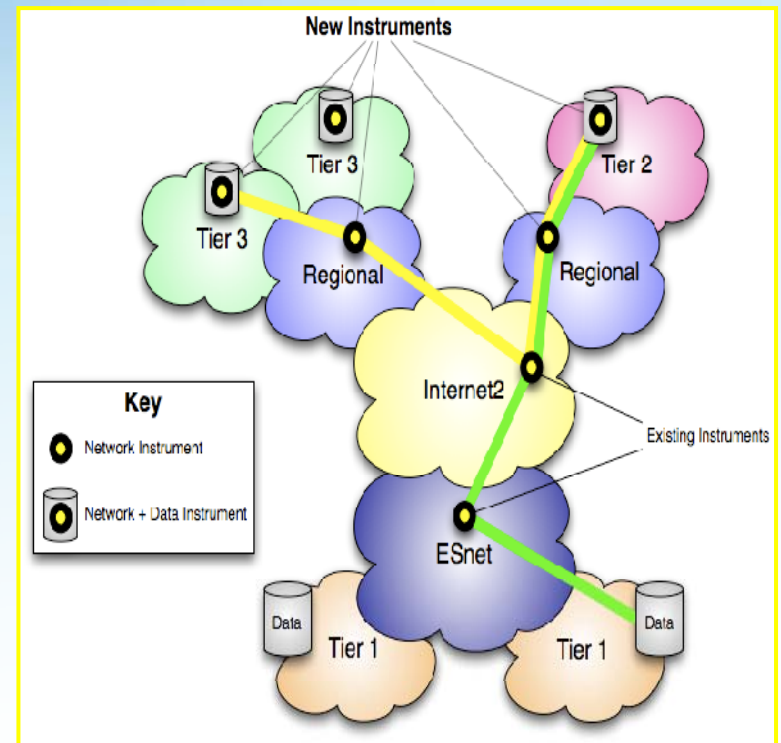 New Instruments
Tier 3
Tier 2
Tier 3
Regional
Regional
Internet2
Key
Network Instrument
Network + Data Instrument
Existing Instruments
ESnet
Data
Data
Tier 1
Tier 1